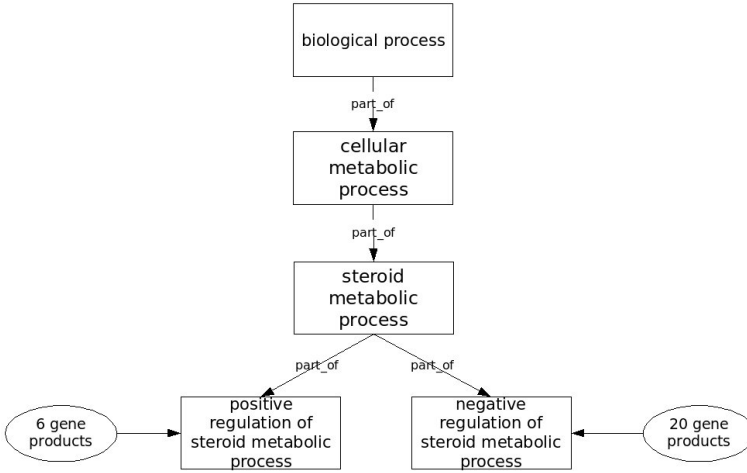 biological process
part_of
cellular
metabolic
process
part_of
steroid
metabolic
process
part_of
part_of
6 gene
products
positive
regulation of
steroid metabolic
process
negative
regulation of
steroid metabolic
process
20 gene
products